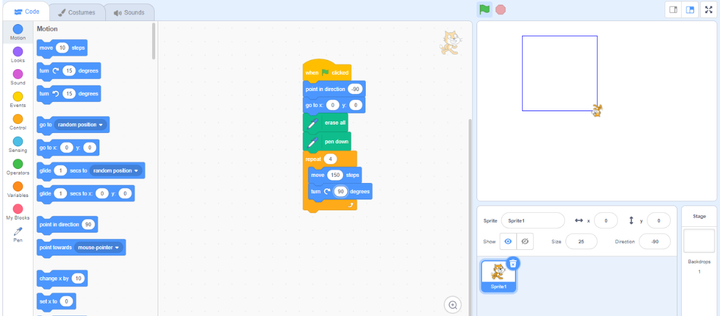 Code
Costumes
Sounds
Motion
Looks
Sound
Events
Control
Sensing
Operators
Variables
My Blocks
Pen
Motion
move 10 steps
turn 15 degrees
turn 15 degrees
go to random position
go to x: 0 y: 0
glide 1 secs to random position
glide 1 secs to x: 0 y: 0
point in direction 90
point towards mouse-pointer
change x by 10
set x to 0
when clicked
point in direction -90
go to x: 0 y: 0
erase all
pen down
repeat 4
move 150 steps
turn 90 degrees
Sprite Sprite1 x 0 y 0
Show Size 25 Direction -90
Sprite1
Stage
Backdrops
1